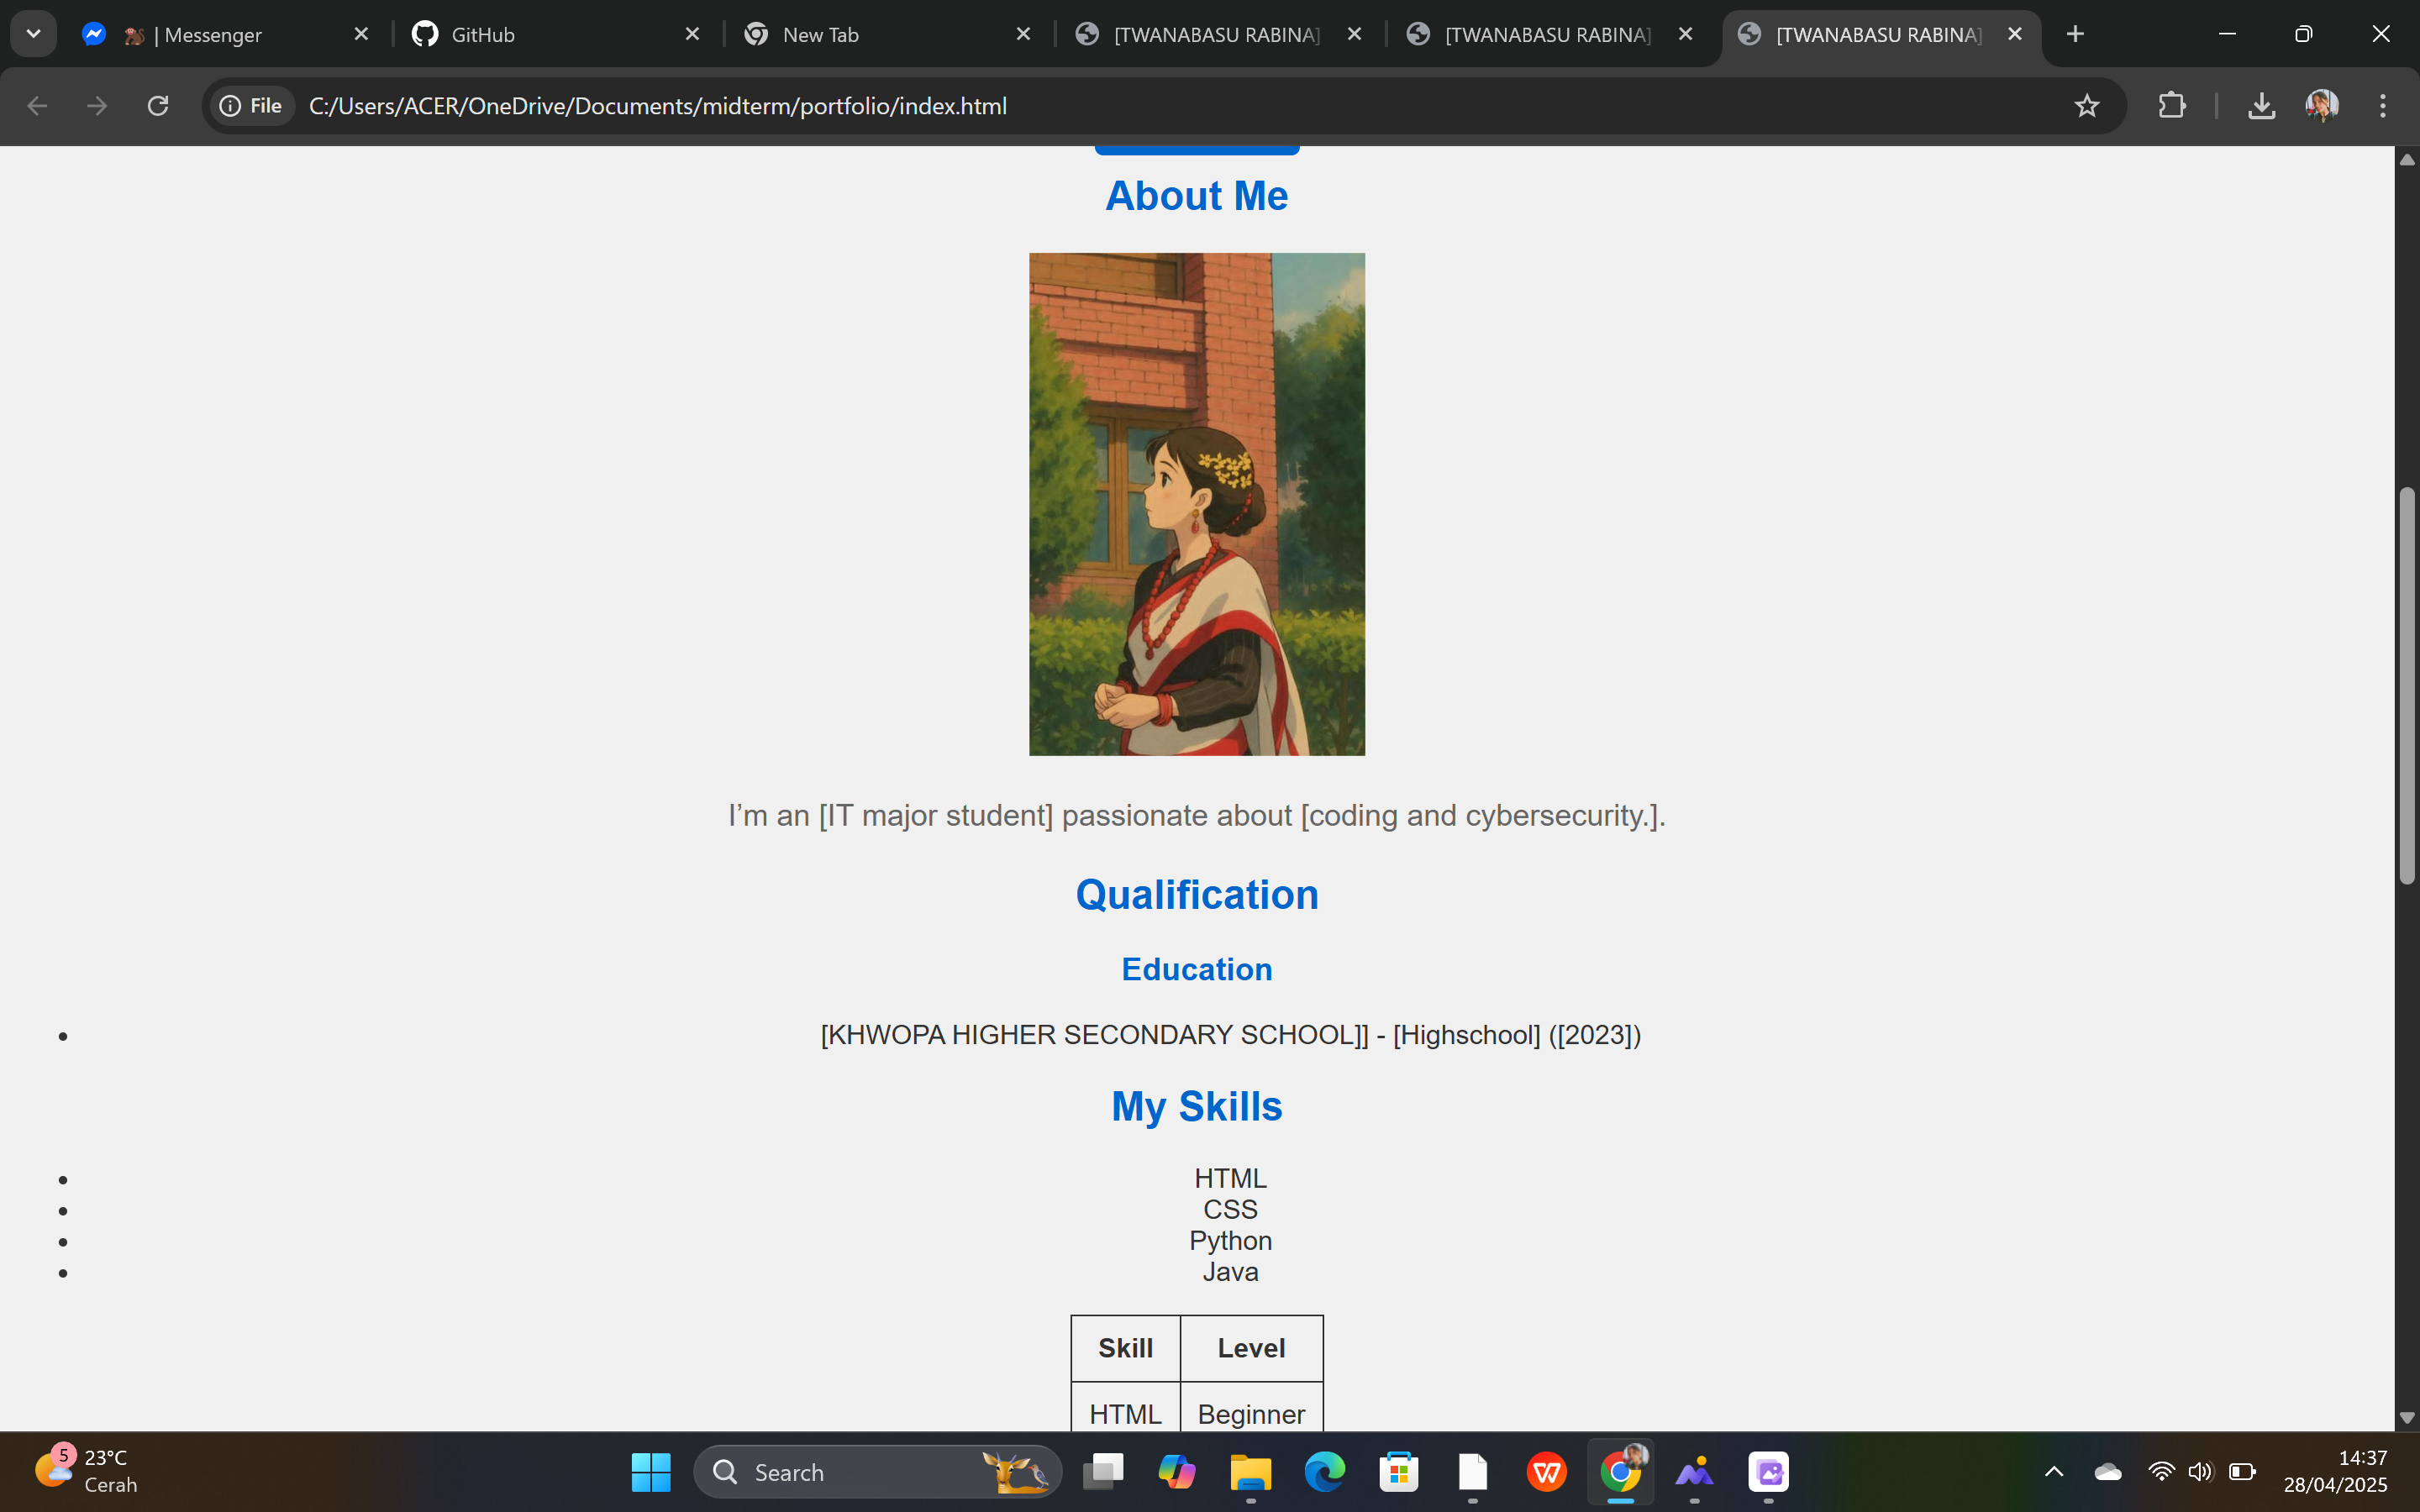 | Messenger
GitHub
New Tab
[TWANABASU RABINA]
[TWANABASU RABINA]
[TWANABASU RABINA]
File
C:/Users/ACER/OneDrive/Documents/midterm/portfolio/index.html
About Me
I’m an [IT major student] passionate about [coding and cybersecurity.].
Qualification
Education
• [KHWOPA HIGHER SECONDARY SCHOOL]] - [Highschool] ([2023])
My Skills
• HTML
• CSS
• Python
• Java
Skill Level
HTML Beginner
5
23°C
Cerah
Search
14:37
28/04/2025